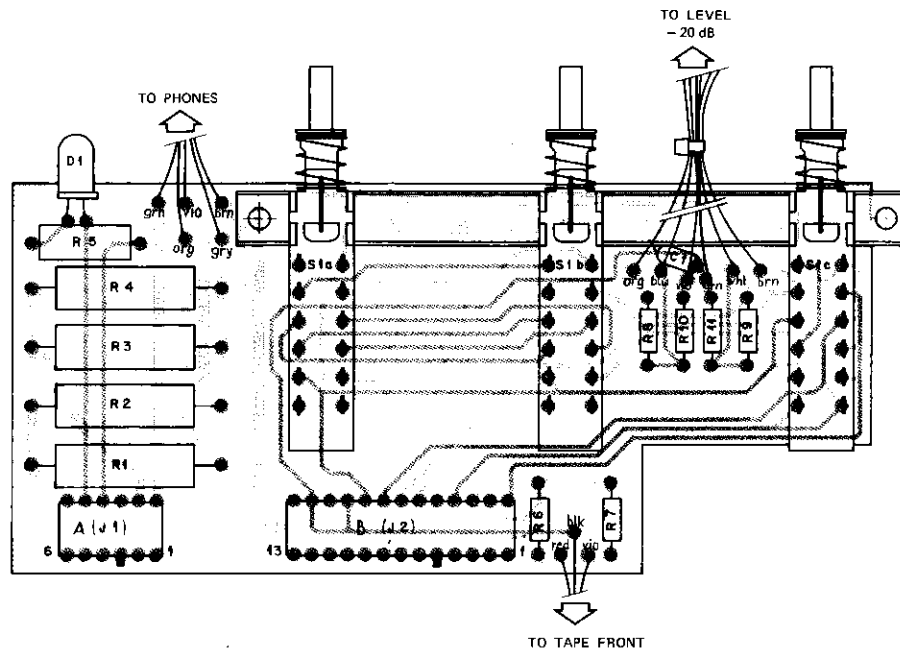 TO LEVEL
− 20 dB
TO PHONES
D1
grn vio brn
org gry
R5
S1a S1b S1c
C1
org blu vio grn wht brn
R4
R8 R10 R11 R9
R3
R2
R1
A (J1) B (J2)
6 1 13 1
R6 blk R7
red vio
TO TAPE FRONT